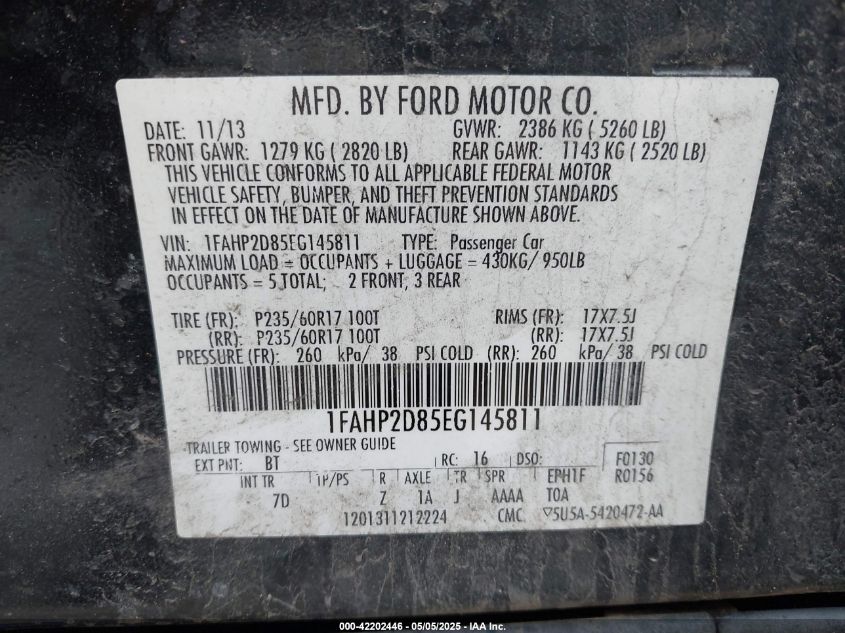 MFD. BY FORD MOTOR CO.
DATE: 11/13 GVWR: 2386 KG ( 5260 LB)
FRONT GAWR: 1279 KG ( 2820 LB) REAR GAWR: 1143 KG ( 2520 LB)
THIS VEHICLE CONFORMS TO ALL APPLICABLE FEDERAL MOTOR
VEHICLE SAFETY, BUMPER, AND THEFT PREVENTION STANDARDS
IN EFFECT ON THE DATE OF MANUFACTURE SHOWN ABOVE.
VIN: 1FAHP2D85EG145811 TYPE: Passenger Car
MAXIMUM LOAD = OCCUPANTS + LUGGAGE = 430KG/ 950LB
OCCUPANTS = 5 TOTAL; 2 FRONT, 3 REAR
TIRE (FR): P235/60R17 100T RIMS (FR): 17X7.5J
(RR): P235/60R17 100T (RR): 17X7.5J
PRESSURE (FR): 260 kPa/ 38 PSI COLD (RR): 260 kPa/ 38 PSI COLD
1FAHP2D85EG145811
TRAILER TOWING - SEE OWNER GUIDE
EXT PNT: BT RC: 16 DSO: F0130
INT TR TP/PS R AXLE TR SPR EPH1F R0156
7D Z 1A J AAAA TOA
1201311212224 CMC ▽5U5A-5420472-AA
000-42202446 - 05/05/2025 - IAA Inc.